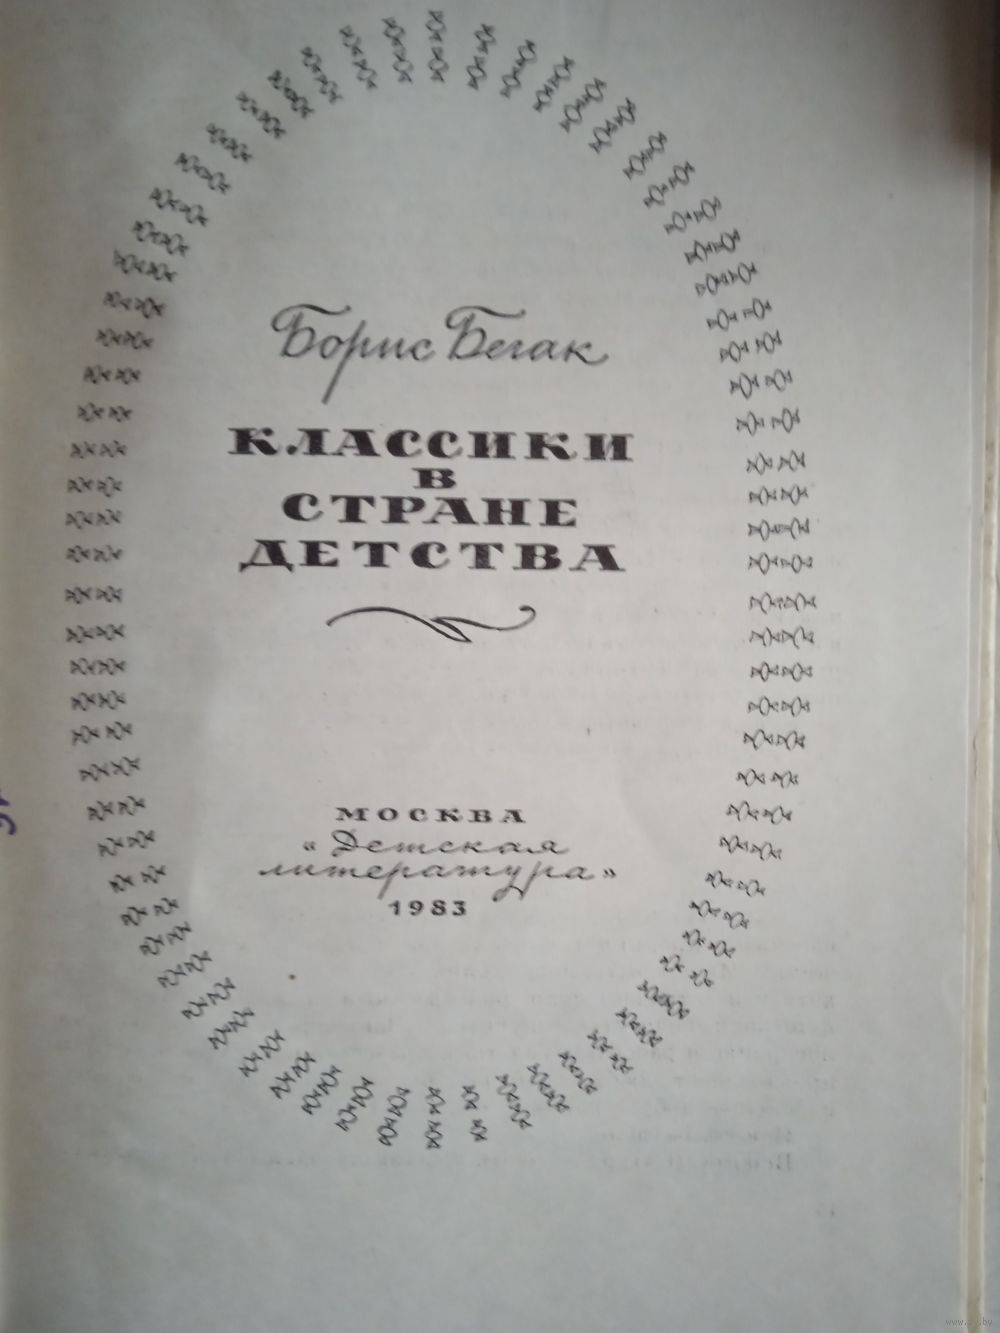 Борис Бегак
КЛАССИКИ
В
СТРАНЕ
ДЕТСТВА
МОСКВА
«Детская
литература»
1983